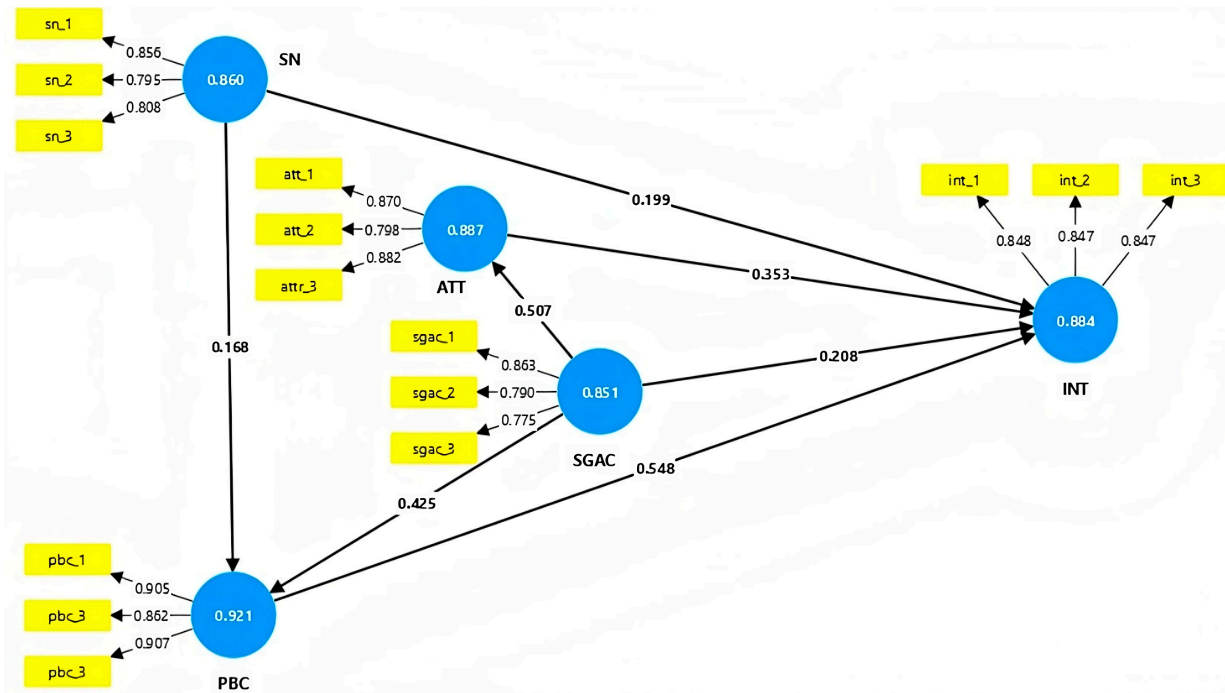 sn_1
0.856
SN
sn_2
0.795
0.860
0.808
sn_3
att_1
0.870
att_2
0.798
0.887
0.882
attr_3
ATT
0.199
int_1
int_2
int_3
0.848
0.847
0.847
0.353
0.884
INT
0.507
0.168
sgac_1
0.863
sgac_2
0.790
0.851
0.775
sgac_3
SGAC
0.208
0.548
0.425
pbc_1
0.905
pbc_3
0.862
0.921
0.907
pbc_3
PBC